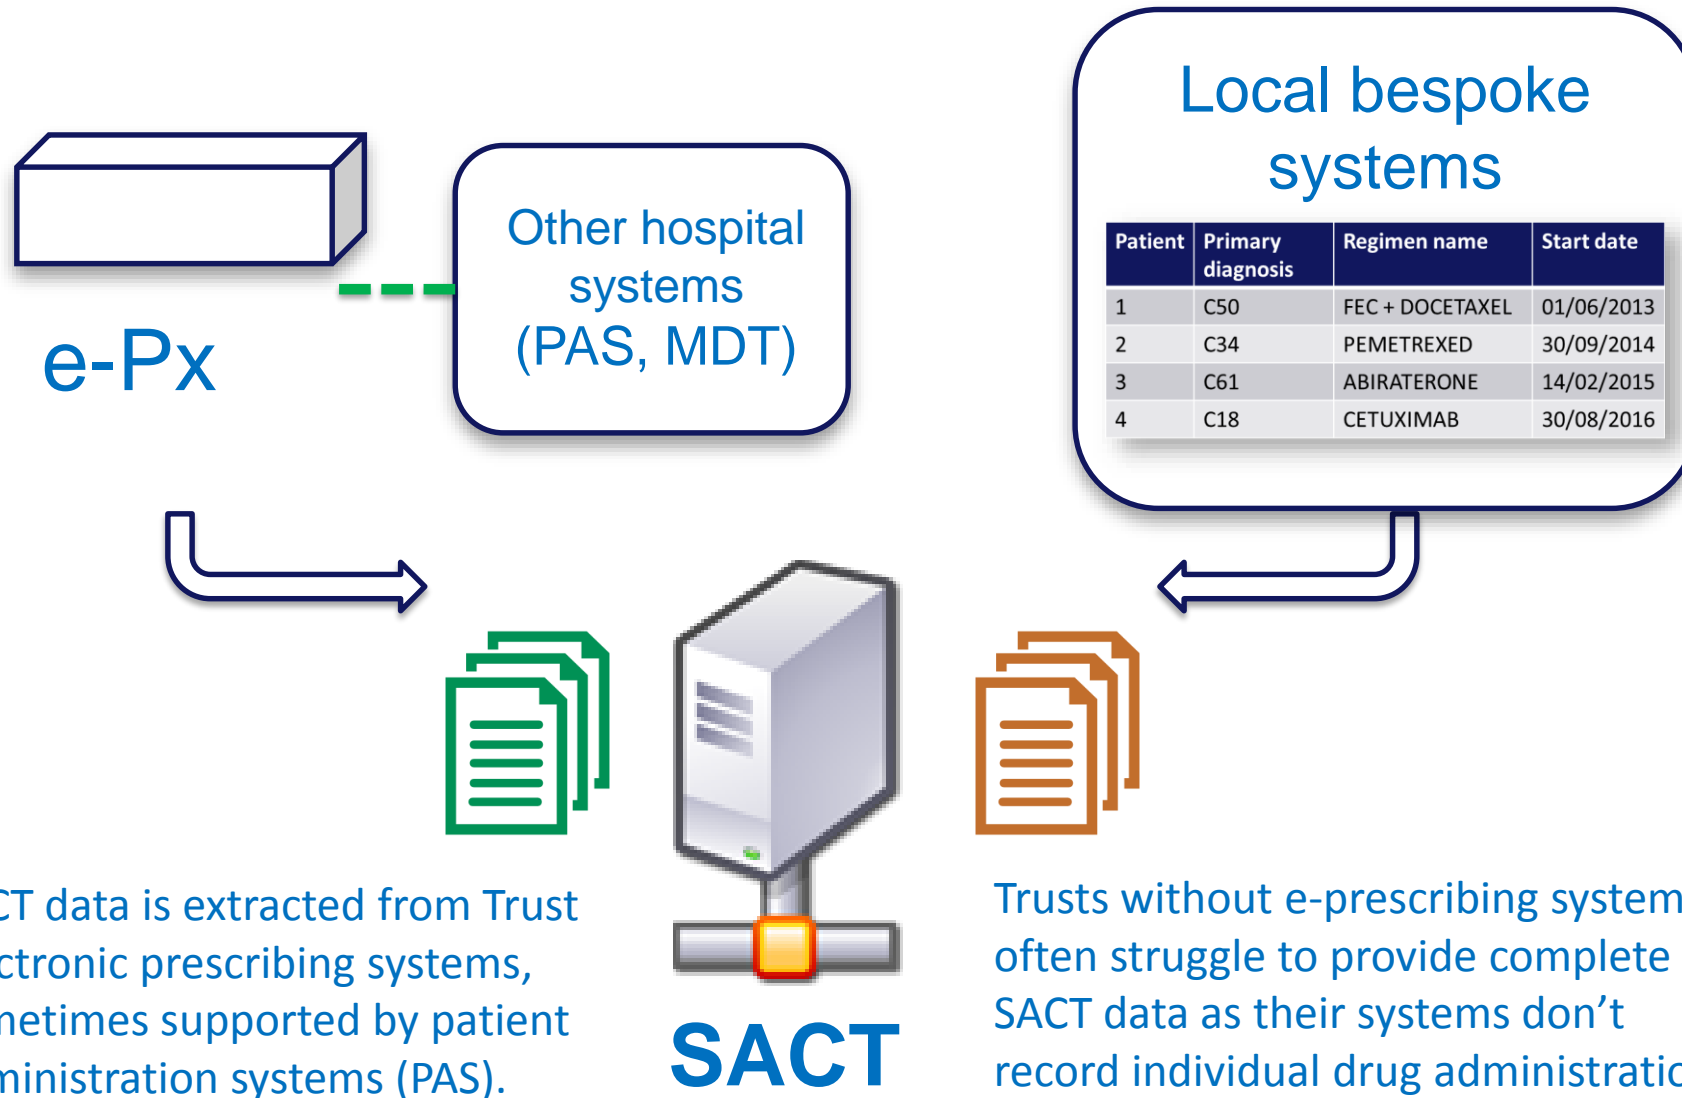 Local bespoke
systems
Patient Primary diagnosis Regimen name Start date
1 C50 FEC + DOCETAXEL 01/06/2013
2 C34 PEMETREXED 30/09/2014
3 C61 ABIRATERONE 14/02/2015
4 C18 CETUXIMAB 30/08/2016
e-Px
Other hospital
systems
(PAS, MDT)
CT data is extracted from Trust
ctronic prescribing systems,
metimes supported by patient
ministration systems (PAS).
SACT
Trusts without e-prescribing system
often struggle to provide complete
SACT data as their systems don't
record individual drug administratio